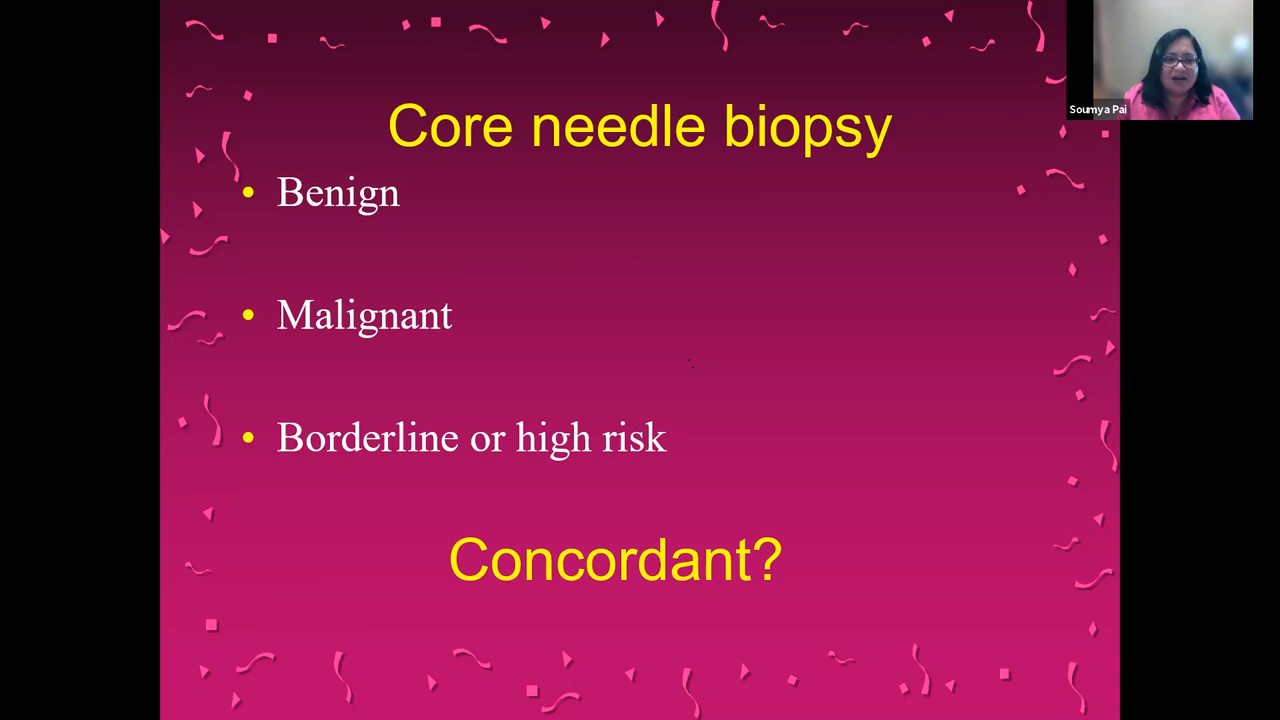 Core needle biopsy
Soumya Pai
• Benign
• Malignant
• Borderline or high risk
Concordant?